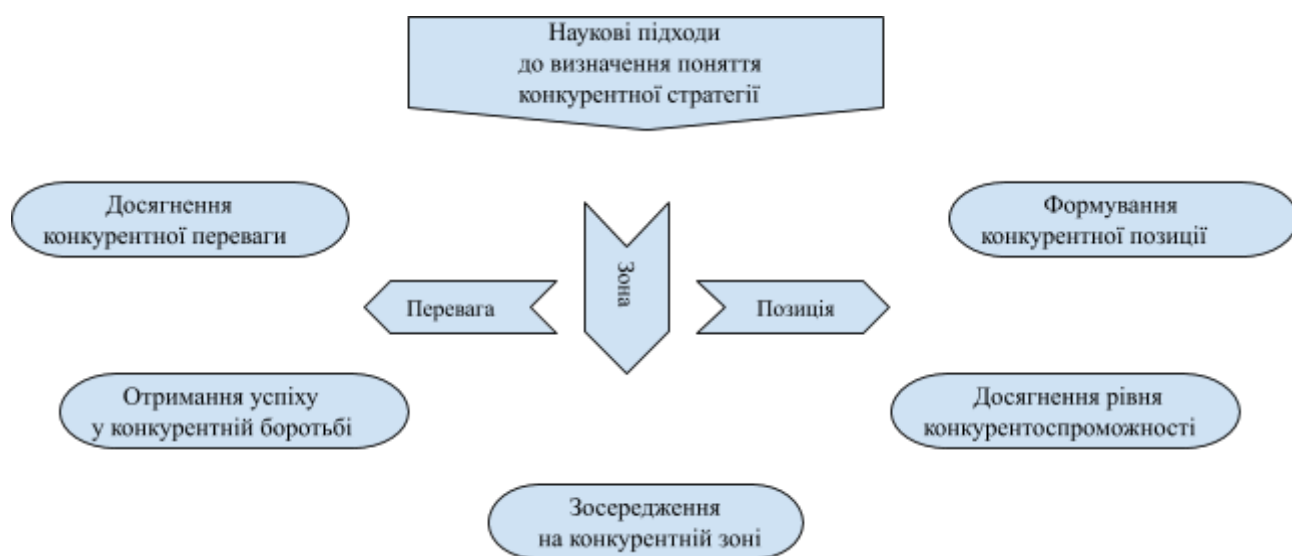 Наукові підходи
до визначення поняття
конкурентної стратегії
Досягнення
конкурентної переваги
Формування
конкурентної позиції
Зона
Перевага
Позиція
Отримання успіху
у конкурентній боротьбі
Досягнення рівня
конкурентоспроможності
Зосередження
на конкурентній зоні